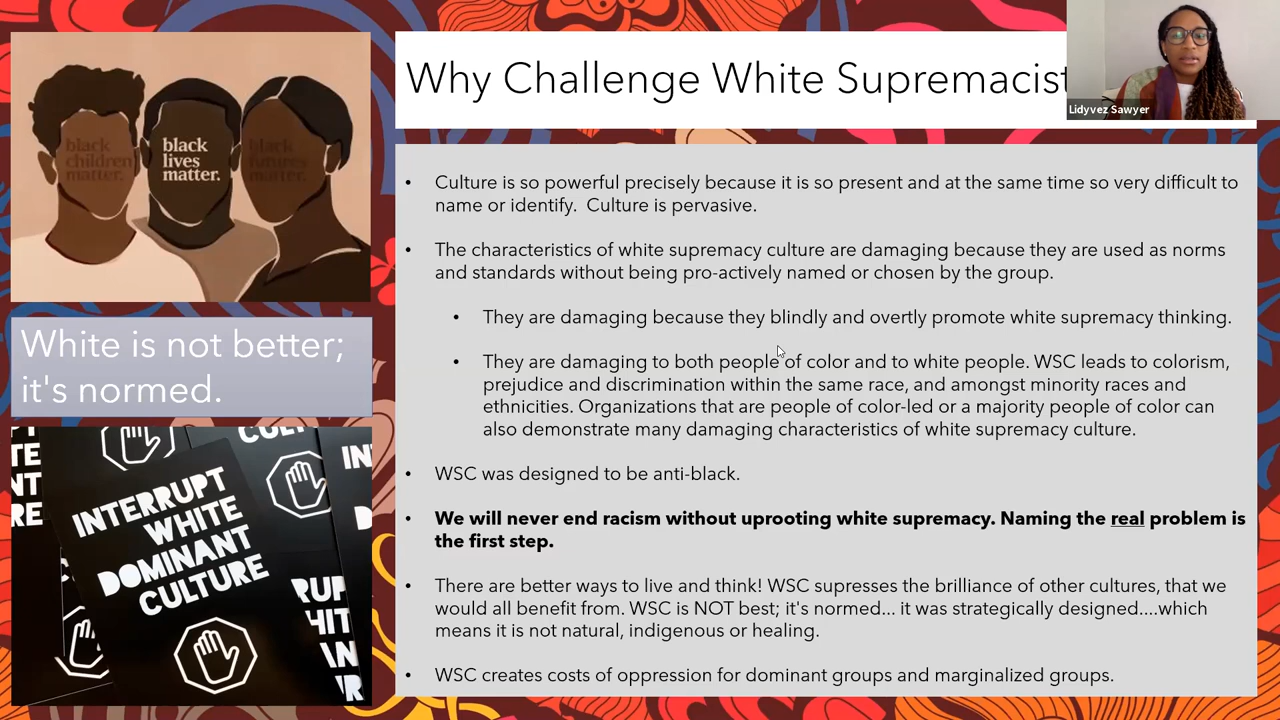 Why Challenge White Supremacist
Lidyvez Sawyer
black
children
matter.
black
lives
matter.
black
futures
matter.
White is not better;
it's normed.
INTERRUPT
WHITE
DOMINANT
CULTURE
• Culture is so powerful precisely because it is so present and at the same time so very difficult to
name or identify. Culture is pervasive.
• The characteristics of white supremacy culture are damaging because they are used as norms
and standards without being pro-actively named or chosen by the group.
• They are damaging because they blindly and overtly promote white supremacy thinking.
• They are damaging to both people of color and to white people. WSC leads to colorism,
prejudice and discrimination within the same race, and amongst minority races and
ethnicities. Organizations that are people of color-led or a majority people of color can
also demonstrate many damaging characteristics of white supremacy culture.
• WSC was designed to be anti-black.
• We will never end racism without uprooting white supremacy. Naming the real problem is
the first step.
• There are better ways to live and think! WSC supresses the brilliance of other cultures, that we
would all benefit from. WSC is NOT best; it's normed... it was strategically designed....which
means it is not natural, indigenous or healing.
• WSC creates costs of oppression for dominant groups and marginalized groups.